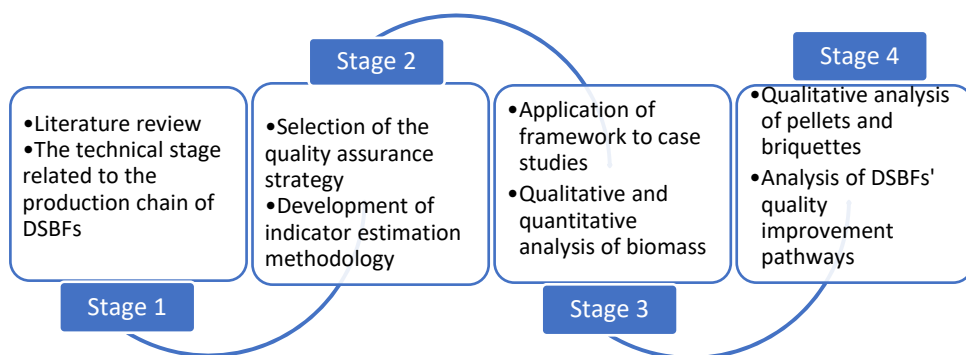 Stage 1
•Literature review
•The technical stage
related to the
production chain of
DSBFs
Stage 2
•Selection of the
quality assurance
strategy
•Development of
indicator estimation
methodology
•Application of
framework to case
studies
•Qualitative and
quantitative
analysis of biomass
Stage 3
Stage 4
•Qualitative analysis
of pellets and
briquettes
•Analysis of DSBFs'
quality
improvement
pathways